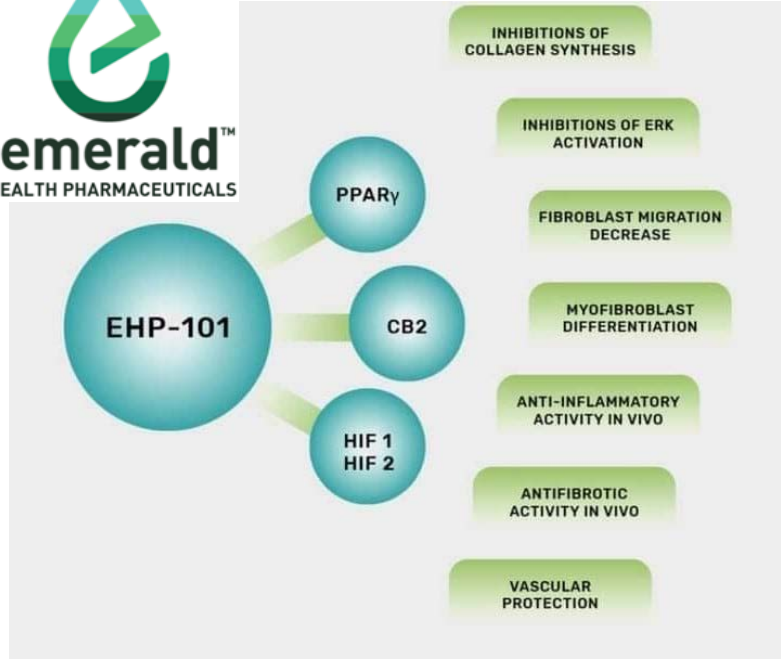 emerald™
EALTH PHARMACEUTICALS
EHP-101
PPARγ
CB2
HIF 1
HIF 2
INHIBITIONS OF
COLLAGEN SYNTHESIS
INHIBITIONS OF ERK
ACTIVATION
FIBROBLAST MIGRATION
DECREASE
MYOFIBROBLAST
DIFFERENTIATION
ANTI-INFLAMMATORY
ACTIVITY IN VIVO
ANTIFIBROTIC
ACTIVITY IN VIVO
VASCULAR
PROTECTION